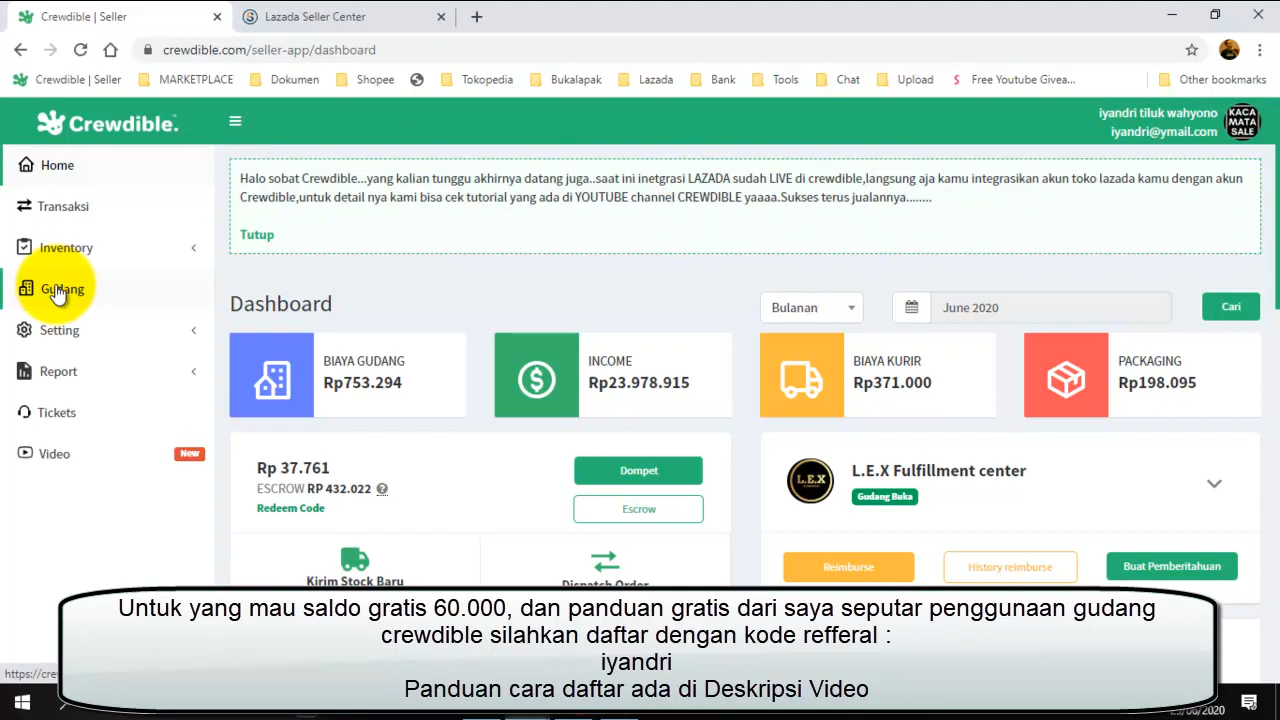 Crewdible | Seller
Lazada Seller Center
crewdible.com/seller-app/dashboard
Crewdible | Seller
MARKETPLACE
Dokumen
Shopee
Tokopedia
Bukalapak
Lazada
Bank
Tools
Chat
Upload
Free Youtube Givea...
Other bookmarks
Crewdible.
iyandri tiluk wahyono
iyandri@ymail.com
KACA
MATA
SALE
Home
Transaksi
Inventory
Gudang
Setting
Report
Tickets
Video
New
Halo sobat Crewdible...yang kalian tunggu akhirnya datang juga..saat ini inetgrasi LAZADA sudah LIVE di crewdible,langsung aja kamu integrasikan akun toko lazada kamu dengan akun
Crewdible,untuk detail nya kami bisa cek tutorial yang ada di YOUTUBE channel CREWDIBLE yaaaa.Sukses terus jualannya........
Tutup
Dashboard
Bulanan
June 2020
Cari
BIAYA GUDANG
Rp753.294
INCOME
Rp23.978.915
BIAYA KURIR
Rp371.000
PACKAGING
Rp198.095
Rp 37.761
ESCROW RP 432.022
Redeem Code
Dompet
Escrow
Kirim Stock Baru
Dispatch Order
L.E.X
L.E.X Fulfillment center
Gudang Buka
Reimburse
History reimburse
Buat Pemberitahuan
Untuk yang mau saldo gratis 60.000, dan panduan gratis dari saya seputar penggunaan gudang
crewdible silahkan daftar dengan kode refferal :
iyandri
Panduan cara daftar ada di Deskripsi Video
https://cre